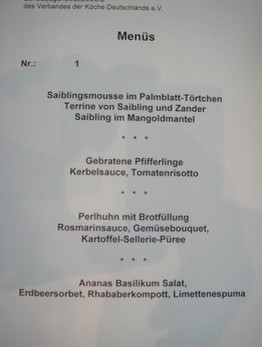 des Verbandes der Köche Deutschlands e.V.
Menüs
Nr.: 1
Saiblingsmousse im Palmblatt-Törtchen
Terrine von Saibling und Zander
Saibling im Mangoldmantel
* * *
Gebratene Pfifferlinge
Kerbelsauce, Tomatenrisotto
* * *
Perlhuhn mit Brotfüllung
Rosmarinsauce, Gemüsebouquet,
Kartoffel-Sellerie-Püree
* * *
Ananas Basilikum Salat,
Erdbeersorbet, Rhababerkompott, Limettenespuma